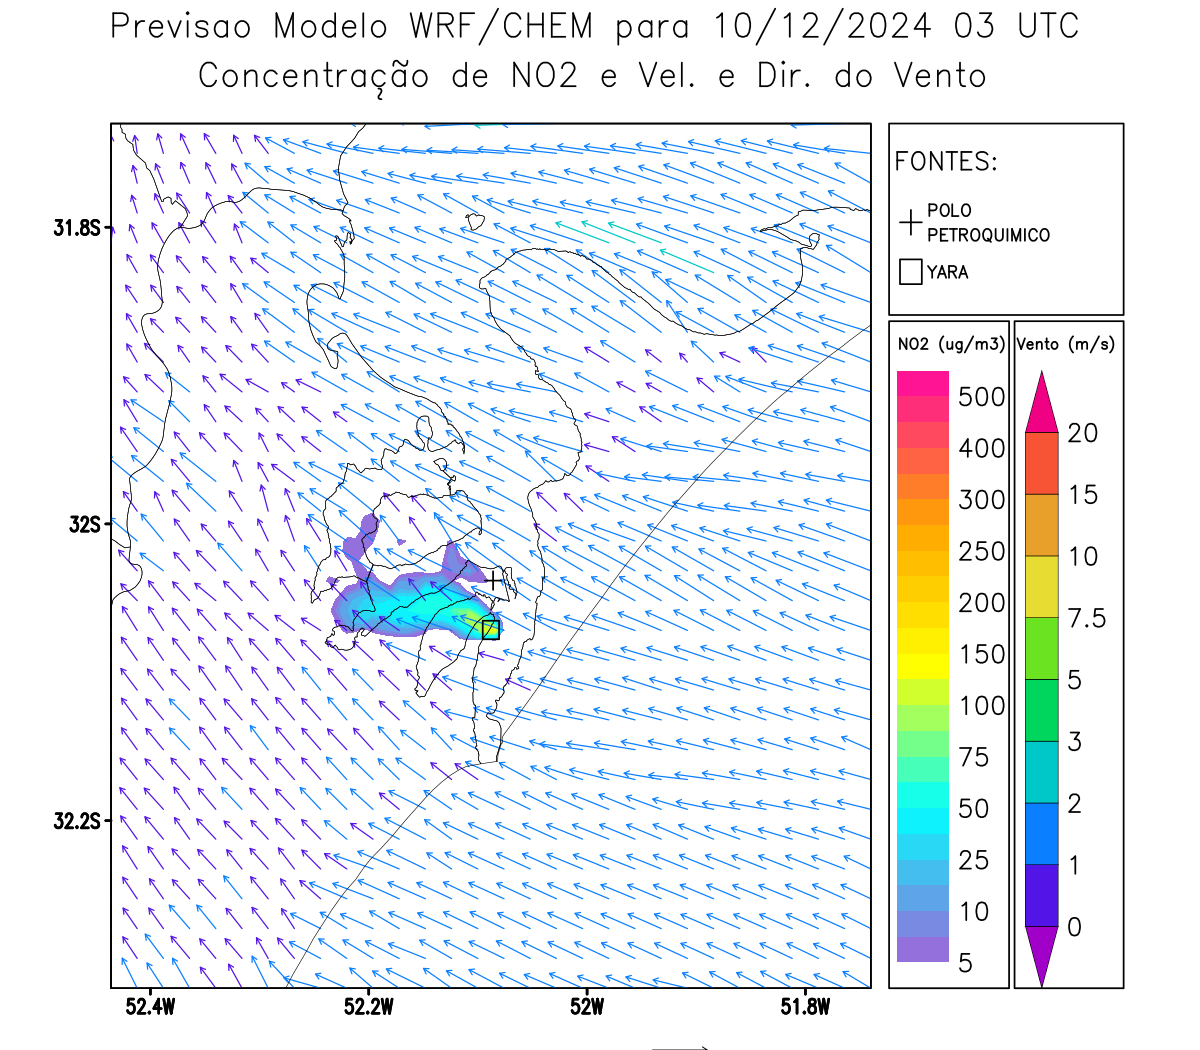 Previsao Modelo WRF/CHEM para 10/12/2024 03 UTC
Concentração de NO2 e Vel. e Dir. do Vento
FONTES:
POLO
PETROQUIMICO
YARA
NO2 (ug/m3)
500
400
300
250
200
150
100
75
50
25
10
5
Vento (m/s)
20
15
10
7.5
5
3
2
1
0
31.8S
32S
32.2S
52.4W
52.2W
52W
51.8W